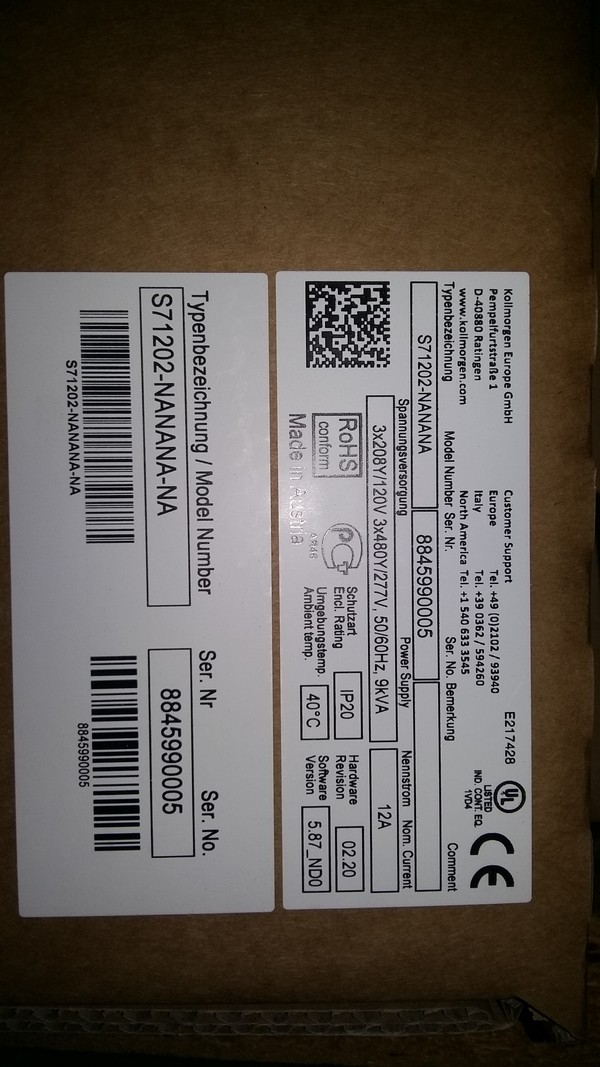 Kollmorgen Europe GmbH
Pempelfurtstraße 1
D-40880 Ratingen
www.kollmorgen.com
Customer Support
Europe Tel. +49 (0)2102 / 93940
Italy Tel. +39 0362 / 594260
North America Tel. +1 540 633 3545
E217428
UL
LISTED
IND. CONT. EQ.
1VD4
CE
Typenbezeichnung Model Number Ser. Nr. Ser. No. Bemerkung Comment
S71202-NANANA 8845990005
Spannungsversorgung Power Supply Nennstrom Nom. Current
3x208Y/120V 3x480Y/277V, 50/60Hz, 9kVA 12A
RoHS
conform
Made in Austria
AR46
Schutzart
Encl. Rating
IP20
Hardware
Revision
02.20
Umgebungstemp.
Ambient temp.
40°C
Software
Version
5.87_ND0
Typenbezeichnung / Model Number Ser. Nr Ser. No.
S71202-NANANA-NA 8845990005
S71202-NANANA-NA 8845990005